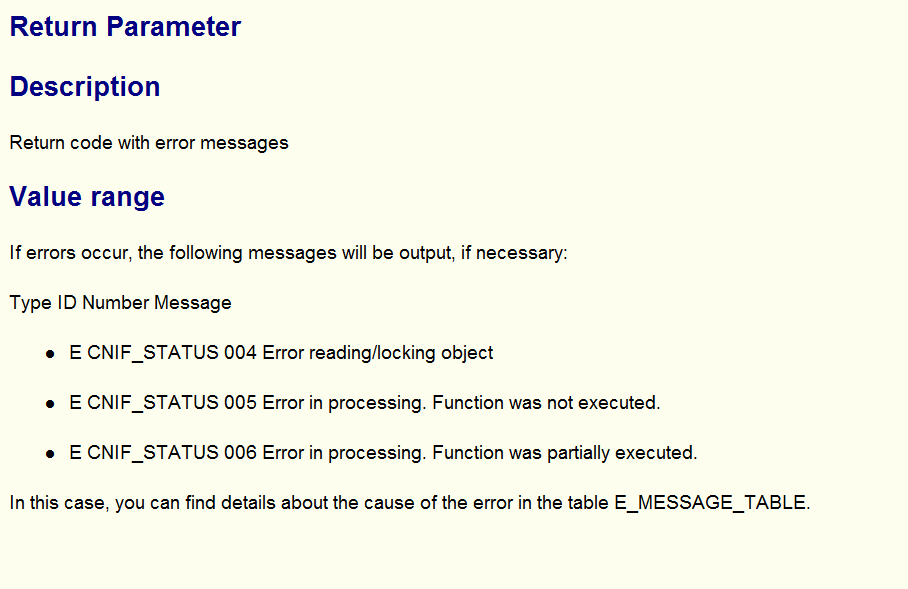 Return Parameter
Description
Return code with error messages
Value range
If errors occur, the following messages will be output, if necessary:
Type ID Number Message
● E CNIF_STATUS 004 Error reading/locking object
● E CNIF_STATUS 005 Error in processing. Function was not executed.
● E CNIF_STATUS 006 Error in processing. Function was partially executed.
In this case, you can find details about the cause of the error in the table E_MESSAGE_TABLE.